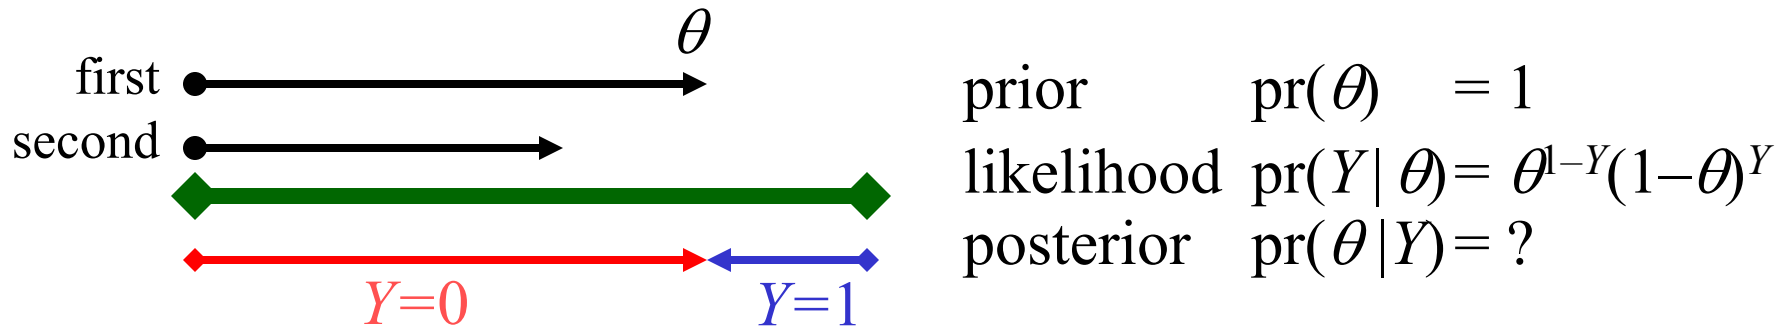 θ
first
second
Y=0
Y=1
prior pr(θ) = 1
likelihood pr(Y|θ)= θ^{1–Y}(1–θ)^Y
posterior pr(θ|Y)= ?